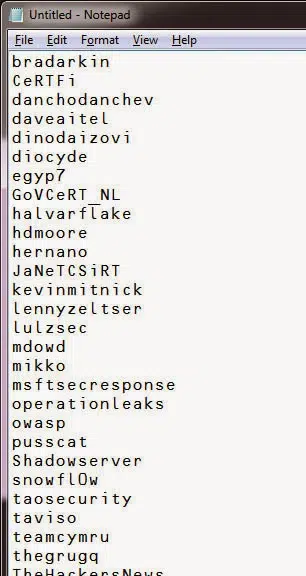 Untitled - Notepad
File Edit Format View Help
bradarkin
CeRTFi
danchodanchev
daveaitel
dinodaizovi
diocyde
egyp7
GoVCeRT_NL
halvarflake
hdmoore
hernano
JaNeTCSiRT
kevinmitnick
lennyzeltser
lulzsec
mdowd
mikko
msftsecresponse
operationleaks
owasp
pusscat
Shadowserver
snowfl0w
taosecurity
taviso
teamcymru
thegrugq
TheHackersNews